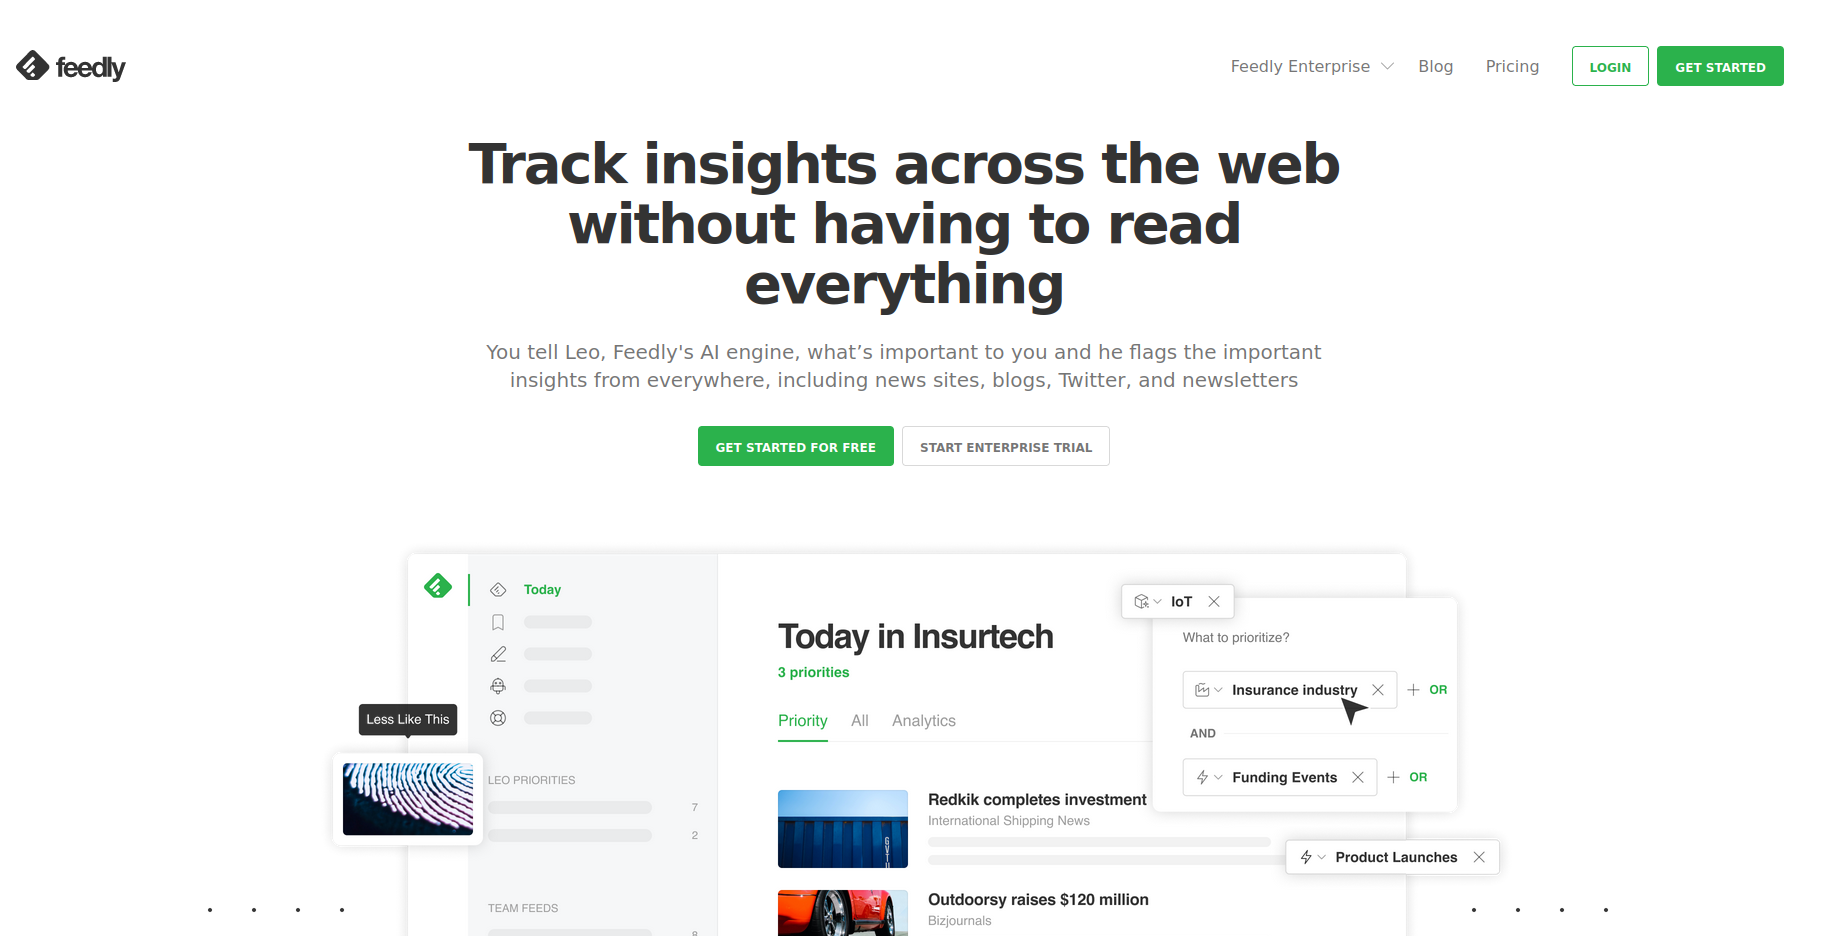 feedly
Feedly Enterprise
Blog
Pricing
LOGIN
GET STARTED
Track insights across the web
without having to read
everything
You tell Leo, Feedly's AI engine, what’s important to you and he flags the important
insights from everywhere, including news sites, blogs, Twitter, and newsletters
GET STARTED FOR FREE
START ENTERPRISE TRIAL
Today
Less Like This
LEO PRIORITIES
7
2
TEAM FEEDS
8
Today in Insurtech
3 priorities
Priority
All
Analytics
Redkik completes investment
International Shipping News
Outdoorsy raises $120 million
Bizjournals
IoT
What to prioritize?
Insurance industry
OR
AND
Funding Events
OR
Product Launches